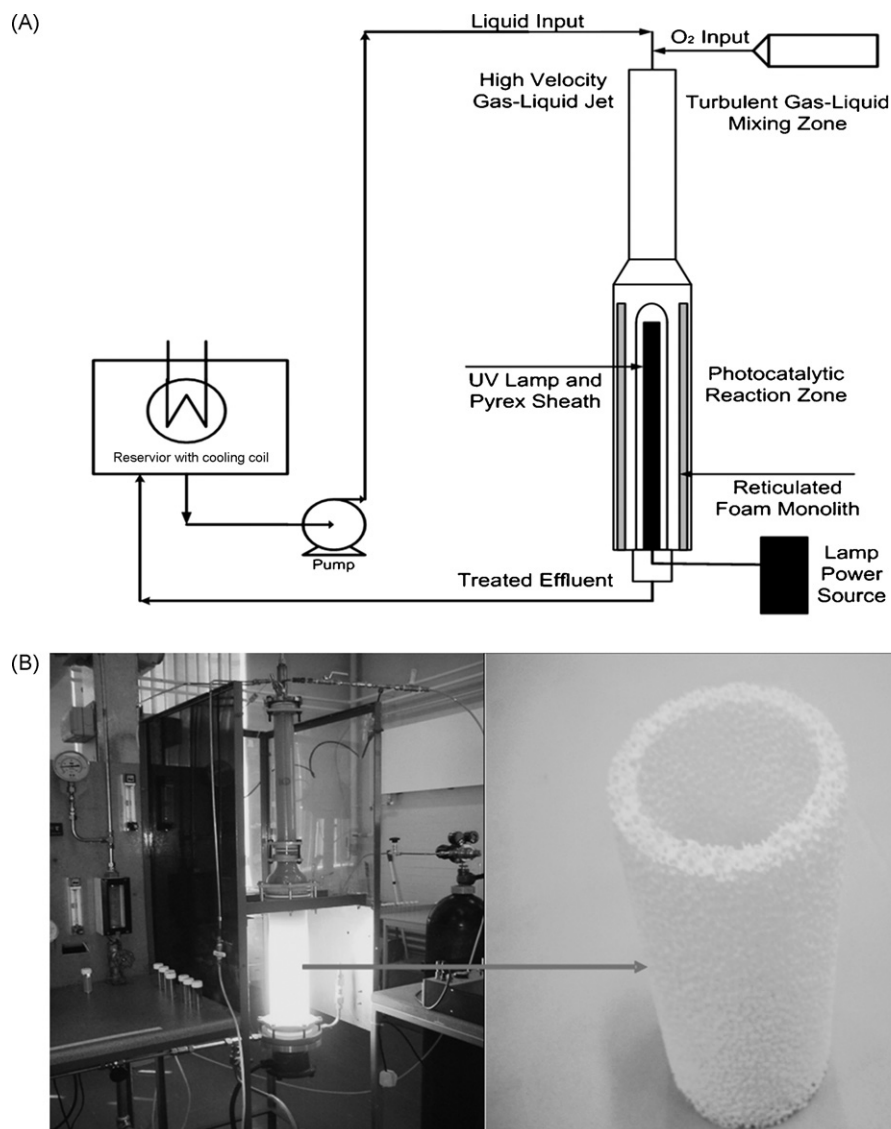 (A)
Liquid Input
O₂ Input
High Velocity
Gas-Liquid Jet
Turbulent Gas-Liquid
Mixing Zone
UV Lamp and
Pyrex Sheath
Photocatalytic
Reaction Zone
Reservior with cooling coil
Reticulated
Foam Monolith
Pump
Lamp
Power
Source
Treated Effluent
(B)